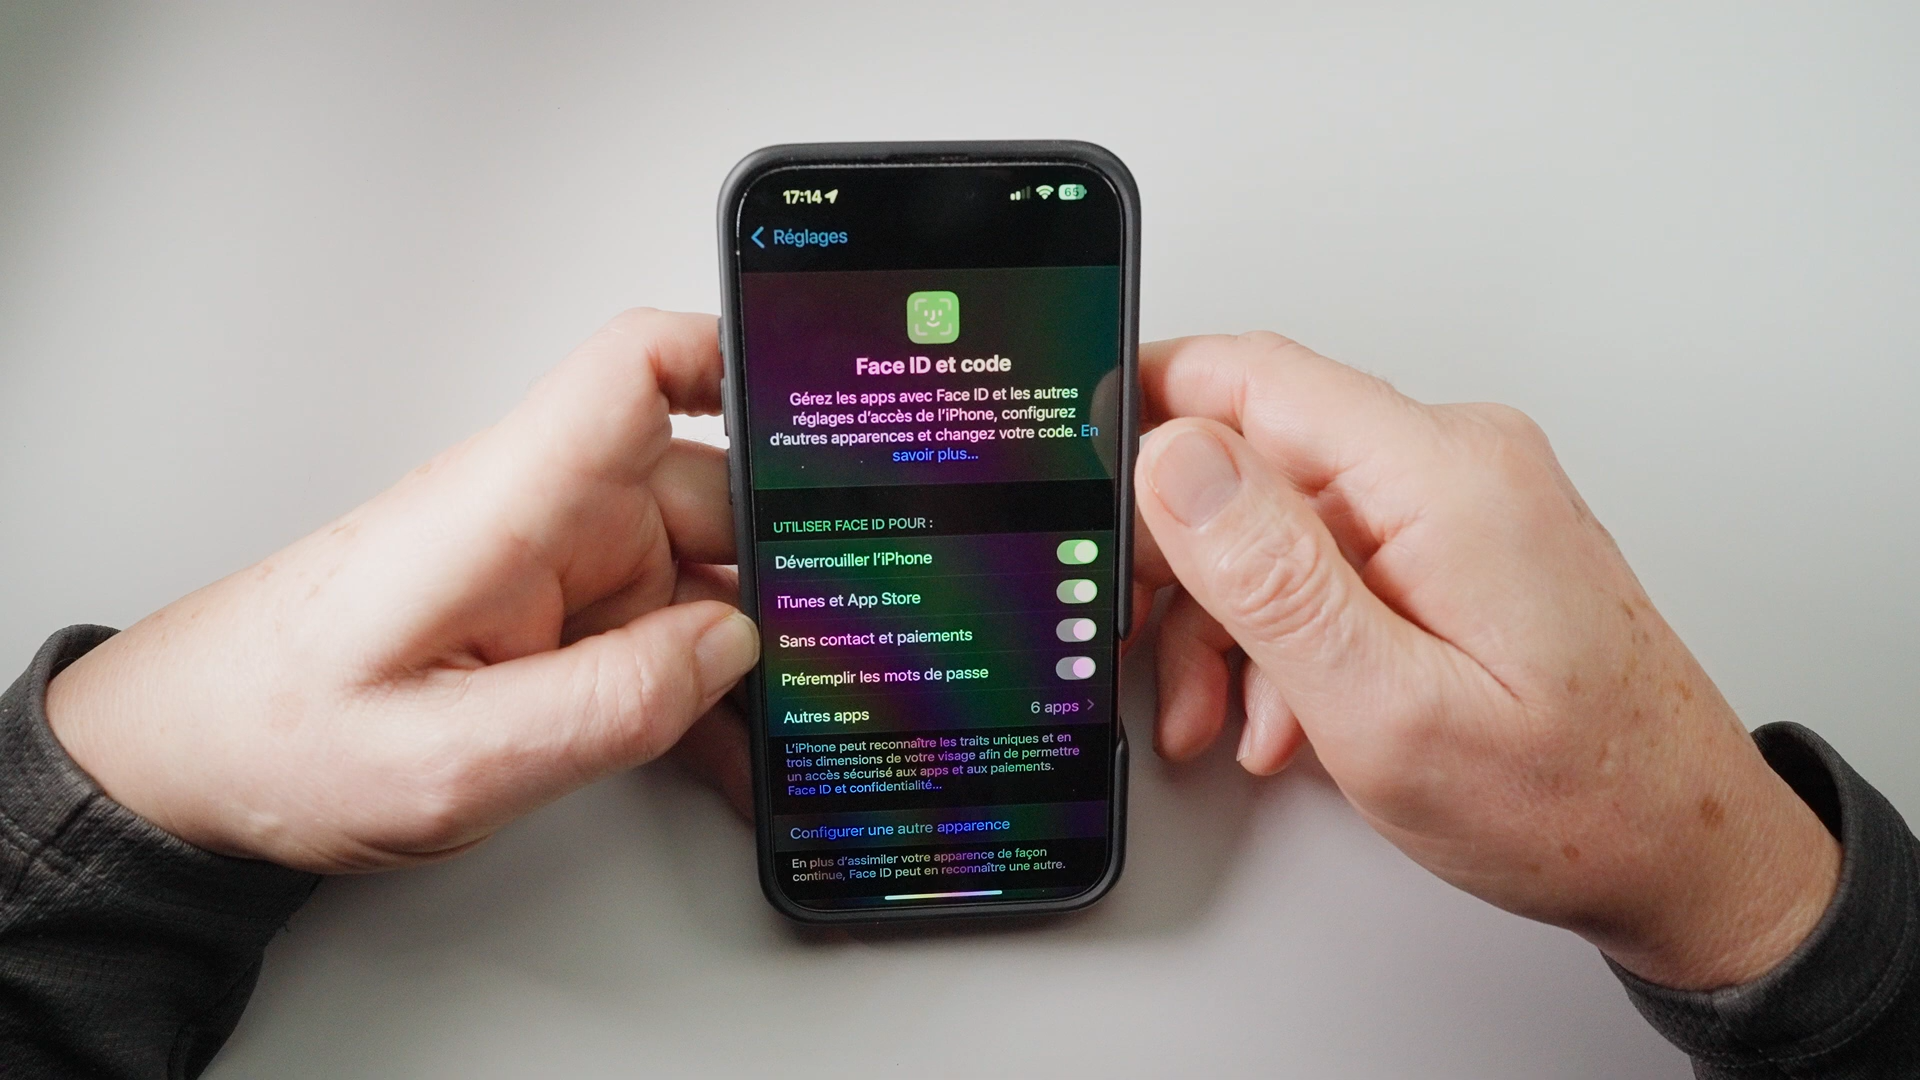 17:14
65
Réglages
Face ID et code
Gérez les apps avec Face ID et les autres
réglages d'accès de l'iPhone, configurez
d'autres apparences et changez votre code. En
savoir plus...
UTILISER FACE ID POUR :
Déverrouiller l'iPhone
iTunes et App Store
Sans contact et paiements
Préremplir les mots de passe
Autres apps 6 apps
L'iPhone peut reconnaître les traits uniques et en
trois dimensions de votre visage afin de permettre
un accès sécurisé aux apps et aux paiements.
Face ID et confidentialité...
Configurer une autre apparence
En plus d'assimiler votre apparence de façon
continue, Face ID peut en reconnaître une autre.